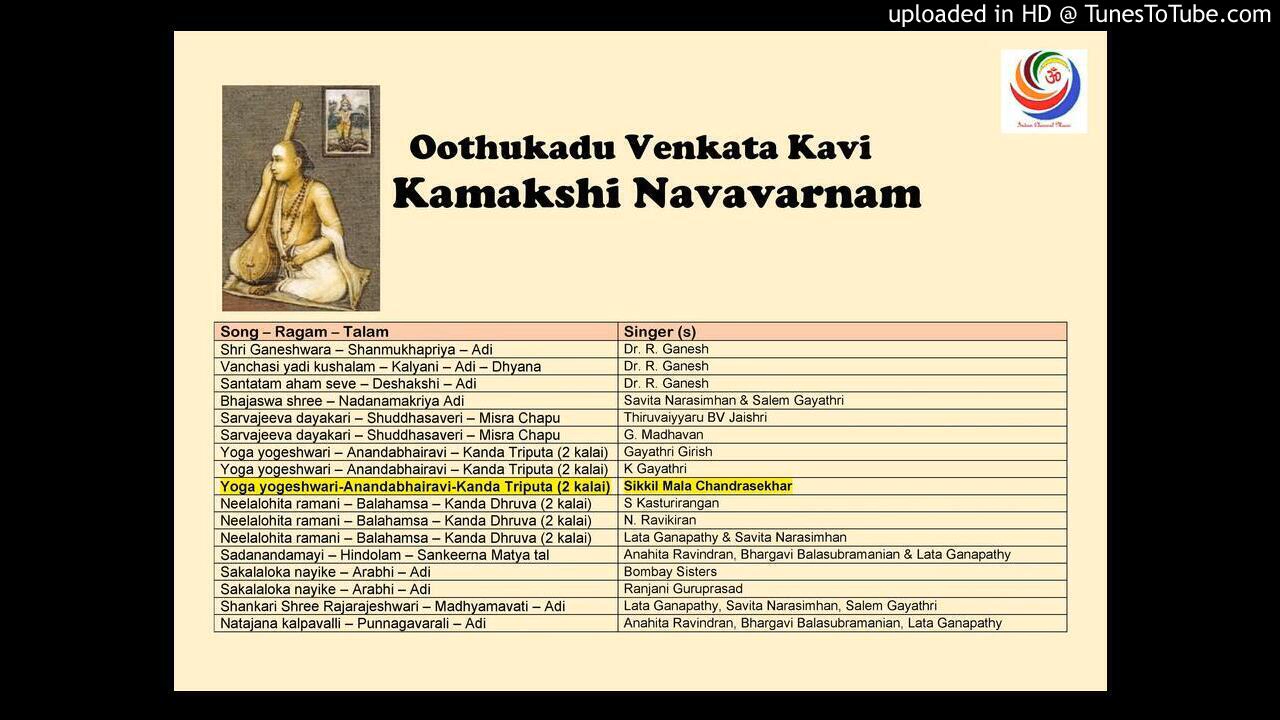 uploaded in HD @ TunesToTube.com
ॐ
Indian Classical Music
Oothukadu Venkata Kavi
Kamakshi Navavarnam
Song – Ragam – Talam Singer (s)
Shri Ganeshwara – Shanmukhapriya – Adi Dr. R. Ganesh
Vanchasi yadi kushalam – Kalyani – Adi – Dhyana Dr. R. Ganesh
Santatam aham seve – Deshakshi – Adi Dr. R. Ganesh
Bhajaswa shree – Nadanamakriya Adi Savita Narasimhan & Salem Gayathri
Sarvajeeva dayakari – Shuddhasaveri – Misra Chapu Thiruvaiyyaru BV Jaishri
Sarvajeeva dayakari – Shuddhasaveri – Misra Chapu G. Madhavan
Yoga yogeshwari – Anandabhairavi – Kanda Triputa (2 kalai) Gayathri Girish
Yoga yogeshwari – Anandabhairavi – Kanda Triputa (2 kalai) K Gayathri
Yoga yogeshwari-Anandabhairavi-Kanda Triputa (2 kalai) Sikkil Mala Chandrasekhar
Neelalohita ramani – Balahamsa – Kanda Dhruva (2 kalai) S Kasturirangan
Neelalohita ramani – Balahamsa – Kanda Dhruva (2 kalai) N. Ravikiran
Neelalohita ramani – Balahamsa – Kanda Dhruva (2 kalai) Lata Ganapathy & Savita Narasimhan
Sadanandamayi – Hindolam – Sankeerna Matya tal Anahita Ravindran, Bhargavi Balasubramanian & Lata Ganapathy
Sakalaloka nayike – Arabhi – Adi Bombay Sisters
Sakalaloka nayike – Arabhi – Adi Ranjani Guruprasad
Shankari Shree Rajarajeshwari – Madhyamavati – Adi Lata Ganapathy, Savita Narasimhan, Salem Gayathri
Natajana kalpavalli – Punnagavarali – Adi Anahita Ravindran, Bhargavi Balasubramanian, Lata Ganapathy